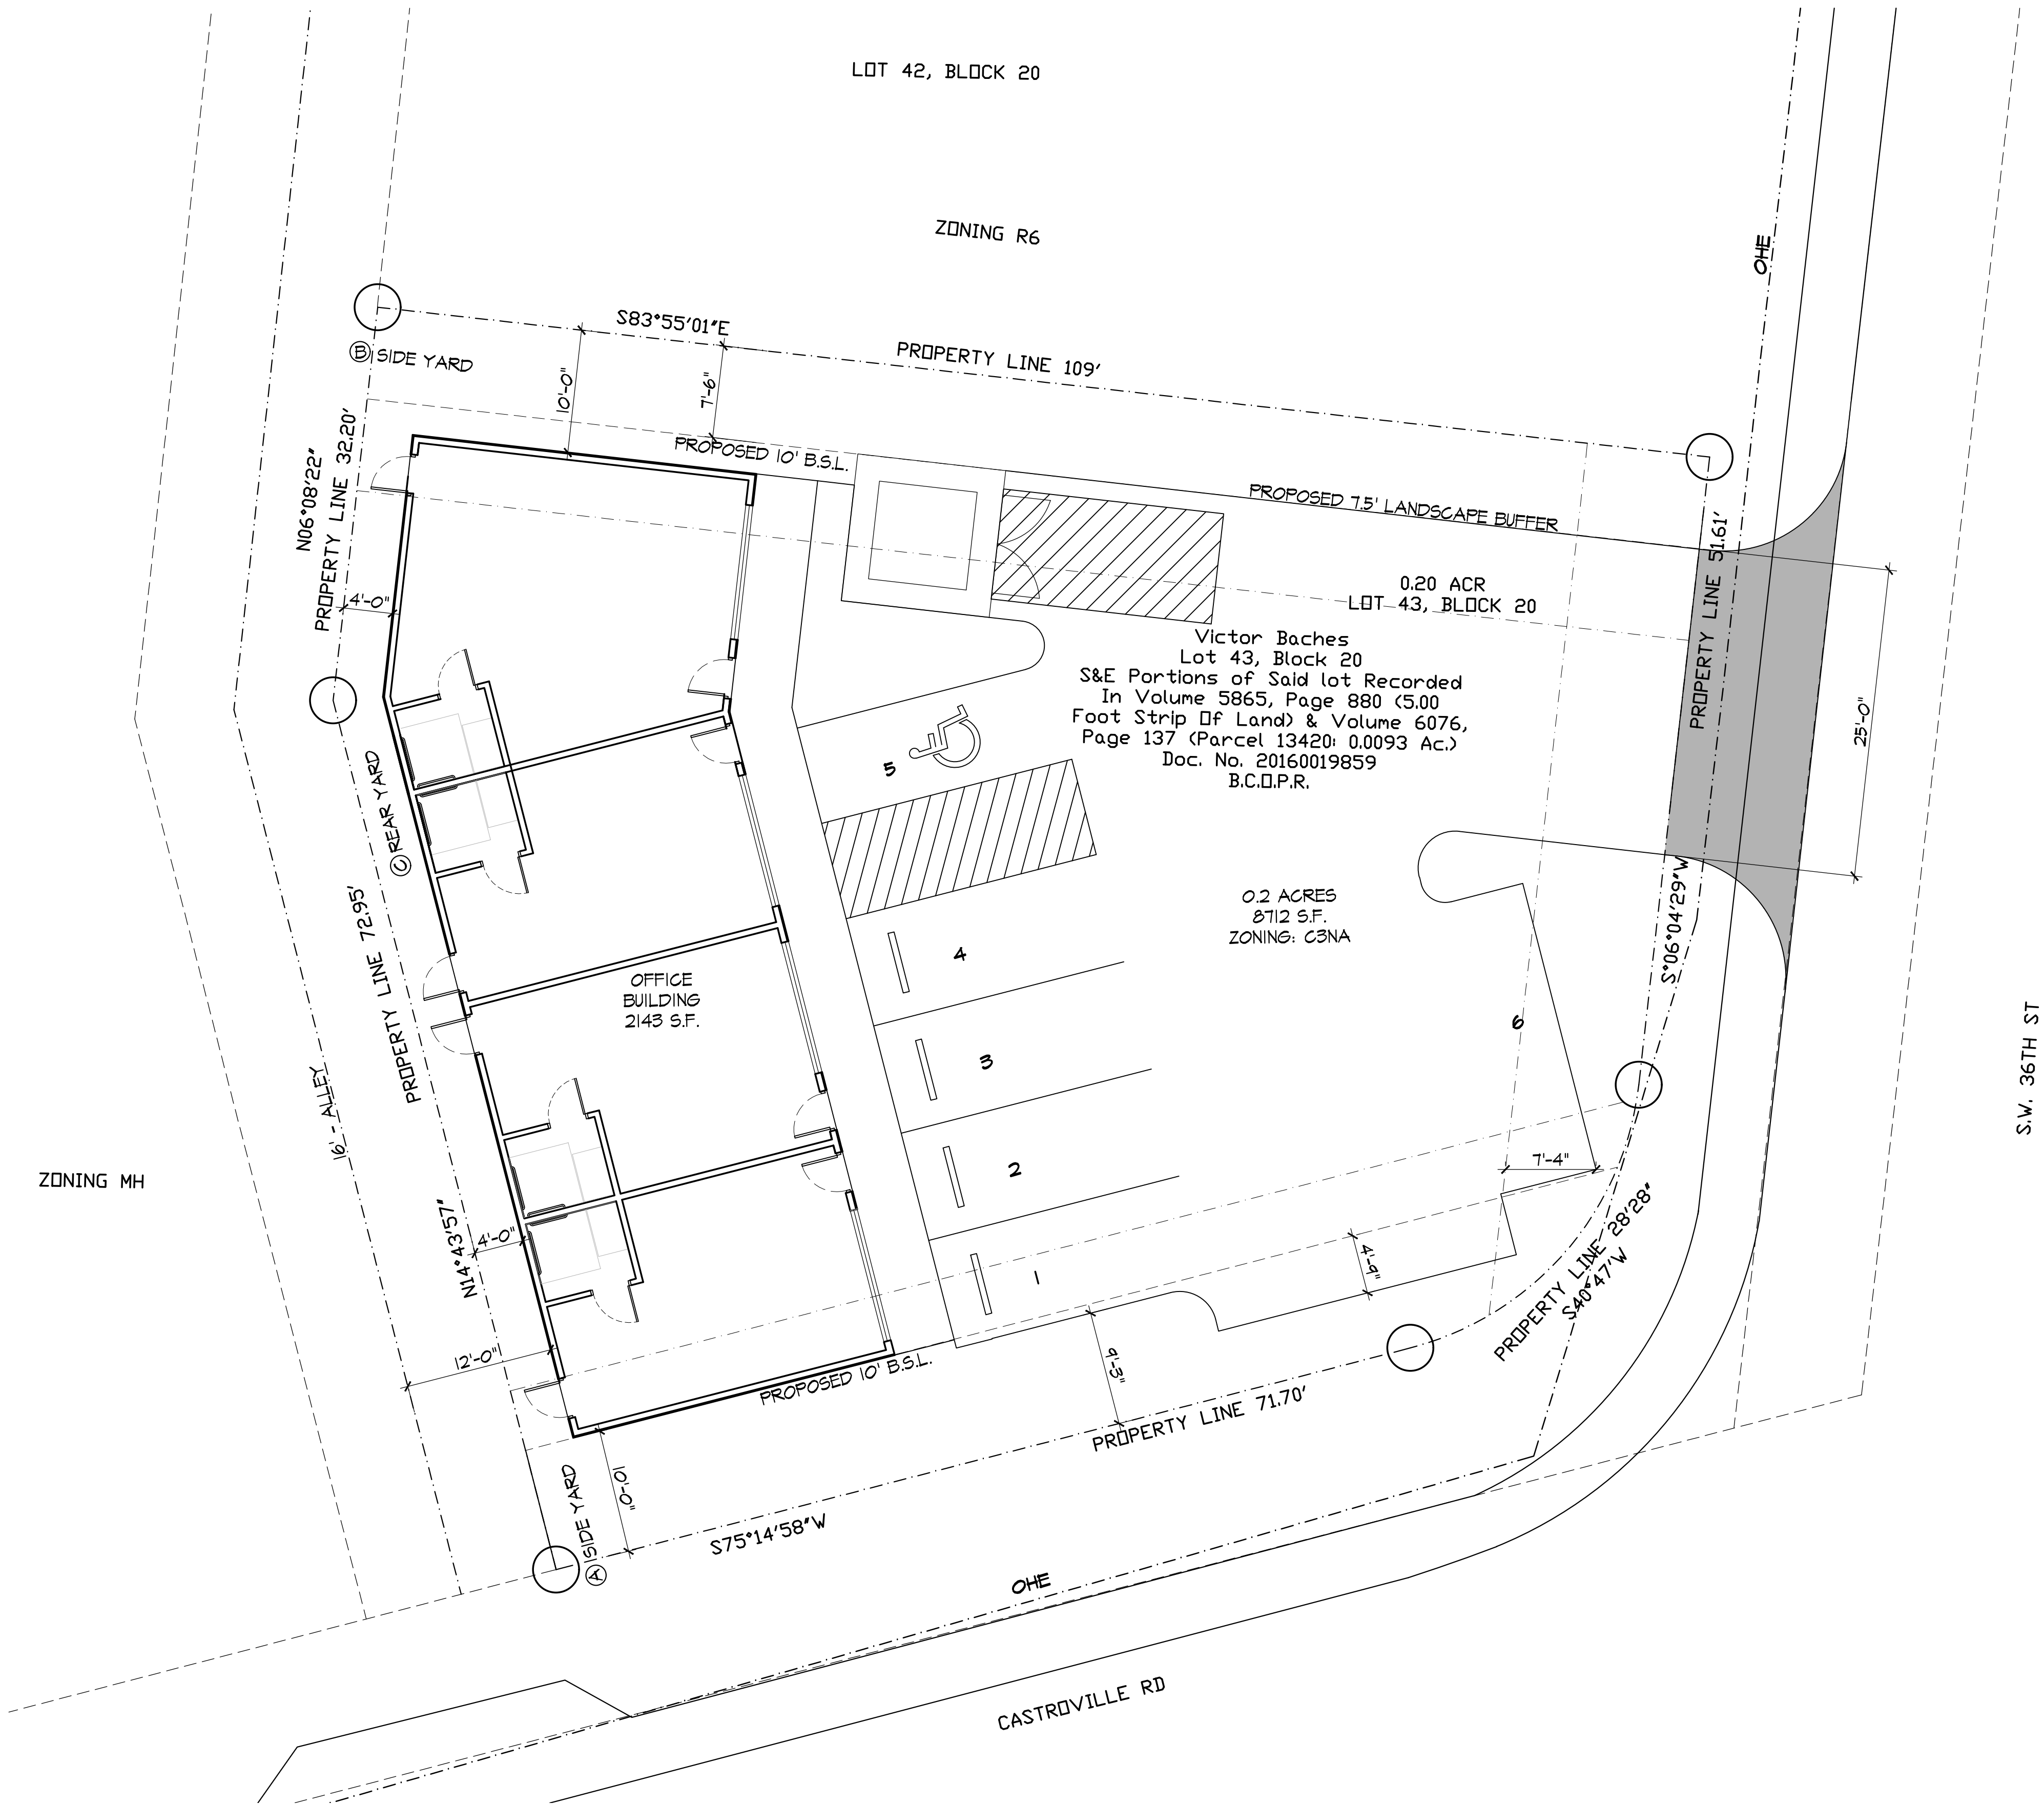 LOT 42, BLOCK 20
ZONING R6
OHE
S83°55'01"E
PROPERTY LINE 109'
B SIDE YARD
10'-0"
7'-6"
PROPOSED 10' B.S.L.
N06°08'22"
PROPERTY LINE 32.20'
4'-0"
PROPOSED 7.5' LANDSCAPE BUFFER
PROPERTY LINE 51.61'
0.20 ACR
LOT 43, BLOCK 20
Victor Baches
Lot 43, Block 20
S&E Portions of Said lot Recorded
In Volume 5865, Page 880 (5.00
Foot Strip Of Land) & Volume 6076,
Page 137 (Parcel 13420: 0.0093 Ac.)
Doc. No. 20160019859
B.C.O.P.R.
25'-0"
5
C REAR YARD
PROPERTY LINE 72.95'
0.2 ACRES
8712 S.F.
ZONING: C3NA
S°06°04'29"W
4
OFFICE
BUILDING
2143 S.F.
6
3
S.W. 36TH ST
16' - ALLEY
2
7'-4"
ZONING MH
N14°43'57"
4'-0"
PROPERTY LINE 28'28"
S40°47'W
4'-9"
1
12'-0"
9'-3"
PROPOSED 10' B.S.L.
PROPERTY LINE 71.70'
10'-0"
A SIDE YARD
S75°14'58"W
OHE
CASTROVILLE RD